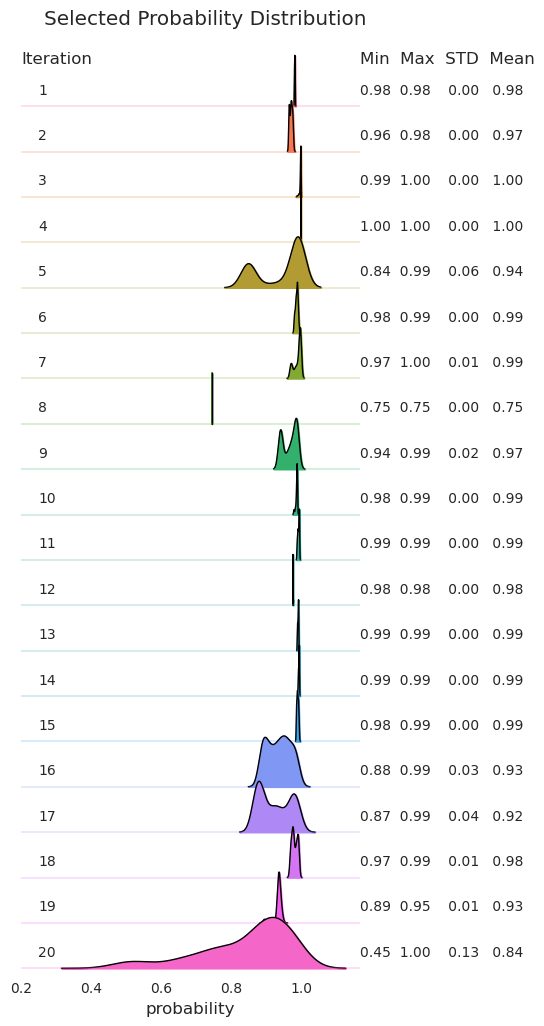 Selected Probability Distribution
Iteration Min Max STD Mean
1 0.98 0.98 0.00 0.98
2 0.96 0.98 0.00 0.97
3 0.99 1.00 0.00 1.00
4 1.00 1.00 0.00 1.00
5 0.84 0.99 0.06 0.94
6 0.98 0.99 0.00 0.99
7 0.97 1.00 0.01 0.99
8 0.75 0.75 0.00 0.75
9 0.94 0.99 0.02 0.97
10 0.98 0.99 0.00 0.99
11 0.99 0.99 0.00 0.99
12 0.98 0.98 0.00 0.98
13 0.99 0.99 0.00 0.99
14 0.99 0.99 0.00 0.99
15 0.98 0.99 0.00 0.99
16 0.88 0.99 0.03 0.93
17 0.87 0.99 0.04 0.92
18 0.97 0.99 0.01 0.98
19 0.89 0.95 0.01 0.93
20 0.45 1.00 0.13 0.84
0.2 0.4 0.6 0.8 1.0
probability